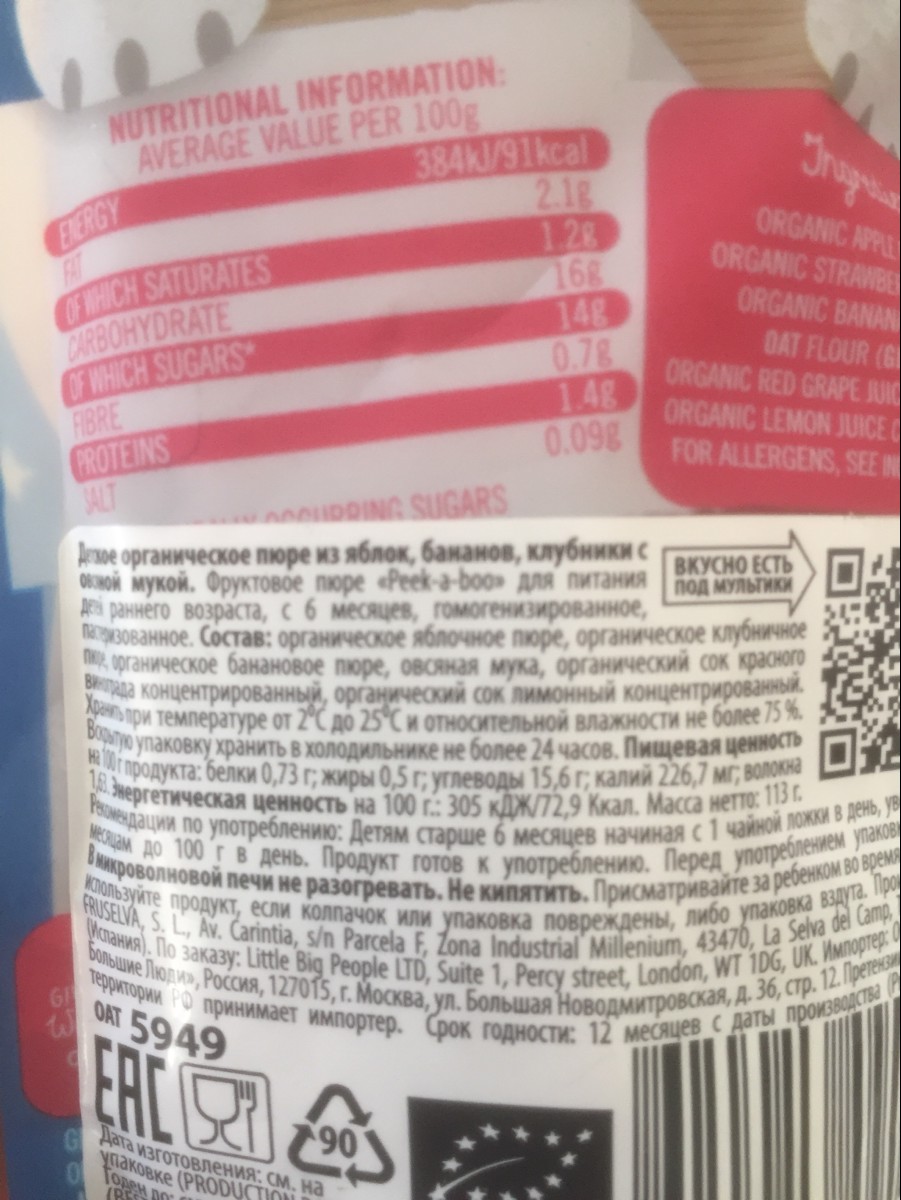 NUTRITIONAL INFORMATION:
AVERAGE VALUE PER 100g
ENERGY 384kJ/91kcal
FAT 2.1g
OF WHICH SATURATES 1.2g
CARBOHYDRATE 16g
OF WHICH SUGARS* 14g
FIBRE 0.7g
PROTEINS 1.4g
SALT 0.09g
OCCURRING SUGARS
ORGANIC APPLE
ORGANIC
ORGANIC
OAT FLOUR
ORGANIC RED GRAPE
ORGANIC LEMON JUICE
FOR ALLERGENS, SEE
Детское органическое пюре из яблок, бананов, клубники с
овсяной мукой. Фруктовое пюре «Peek-a-boo» для питания
детей раннего возраста, с 6 месяцев, гомогенизированное,
пастеризованное. Состав: органическое яблочное пюре, органическое клубничное
пюре, органическое банановое пюре, овсяная мука, органический сок красного
винограда концентрированный, органический сок лимонный концентрированный.
Хранить при температуре от 2°С до 25°С и относительной влажности не более 75 %.
Вскрытую упаковку хранить в холодильнике не более 24 часов. Пищевая ценность
на 100 г продукта: белки 0,73 г; жиры 0,5 г; углеводы 15,6 г; калий 226,7 мг; волокна
1,63. Энергетическая ценность на 100 г.: 305 кДЖ/72,9 Ккал. Масса нетто: 113 г.
Рекомендации по употреблению: Детям старше 6 месяцев начиная с 1 чайной ложки в день,
месяцам до 100 г в день. Продукт готов к употреблению. Перед употреблением
В микроволновой печи не разогревать. Не кипятить. Присматривайте за ребенком во время
используйте продукт, если колпачок или упаковка повреждены, либо упаковка вздута.
FRUSELVA, S. L., Av. Carintia, s/n Parcela F, Zona Industrial Millenium, 43470, La Selva del Camp,
(Испания). По заказу: Little Big People LTD, Suite 1, Percy street, London, WT 1DG, UK. Импортер:
Большие Люди», Россия, 127015, г. Москва, ул. Большая Новодмитровская, д. 36, стр. 12.
территории РФ принимает импортер. Срок годности: 12 месяцев с даты производства
ВКУСНО ЕСТЬ
ПОД МУЛЬТИКИ
OAT 5949
EAC
90
Дата изготовления: см. на
упаковке (PRODUCTION
Годен до: